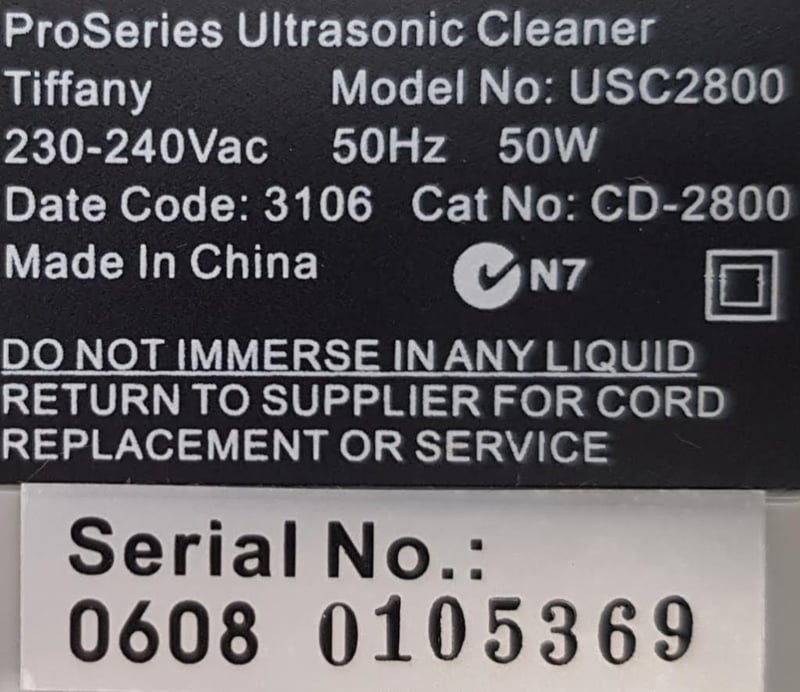 ProSeries Ultrasonic Cleaner
Tiffany Model No: USC2800
230-240Vac 50Hz 50W
Date Code: 3106 Cat No: CD-2800
Made In China N7
DO NOT IMMERSE IN ANY LIQUID
RETURN TO SUPPLIER FOR CORD
REPLACEMENT OR SERVICE
Serial No.:
0608 0105369